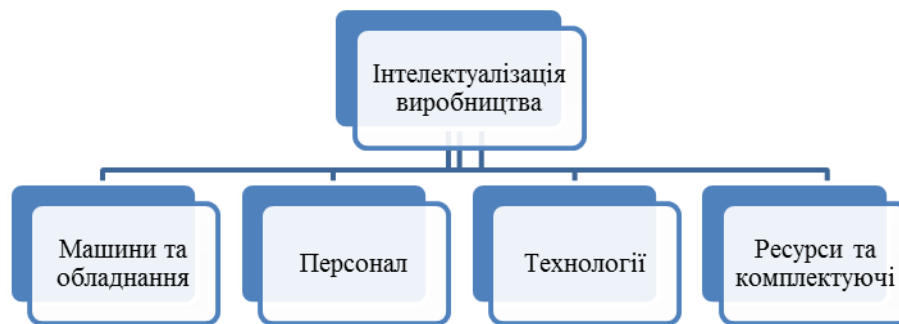 Інтелектуалізація
виробництва
Машини та
обладнання
Персонал
Технології
Ресурси та
комплектуючі